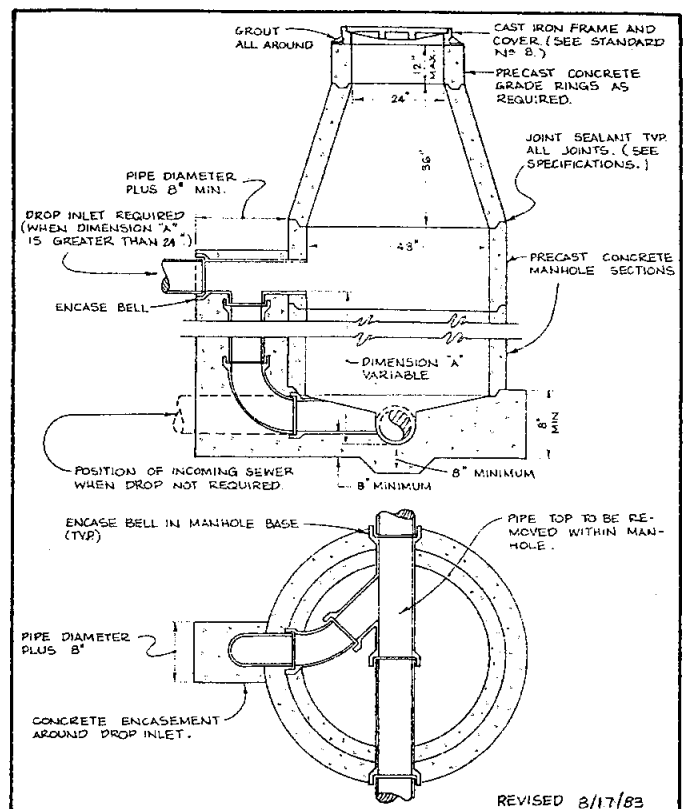 GROUT
ALL AROUND
CAST IRON FRAME AND
COVER. (SEE STANDARD
Nº 8.)
12"
MAX.
PRECAST CONCRETE
GRADE RINGS AS
REQUIRED.
24"
JOINT SEALANT TYP.
ALL JOINTS. (SEE
SPECIFICATIONS.)
36"
PIPE DIAMETER
PLUS 8" MIN.
DROP INLET REQUIRED
(WHEN DIMENSION "A"
IS GREATER THAN 24".)
48"
PRECAST CONCRETE
MANHOLE SECTIONS
ENCASE BELL
DIMENSION "A"
VARIABLE
8"
MIN
POSITION OF INCOMING SEWER
WHEN DROP NOT REQUIRED.
8" MINIMUM
8" MINIMUM
ENCASE BELL IN MANHOLE BASE
(TYP.)
PIPE TOP TO BE RE-
MOVED WITHIN MAN-
HOLE.
PIPE DIAMETER
PLUS 8"
CONCRETE ENCASEMENT
AROUND DROP INLET.
REVISED 8/17/83